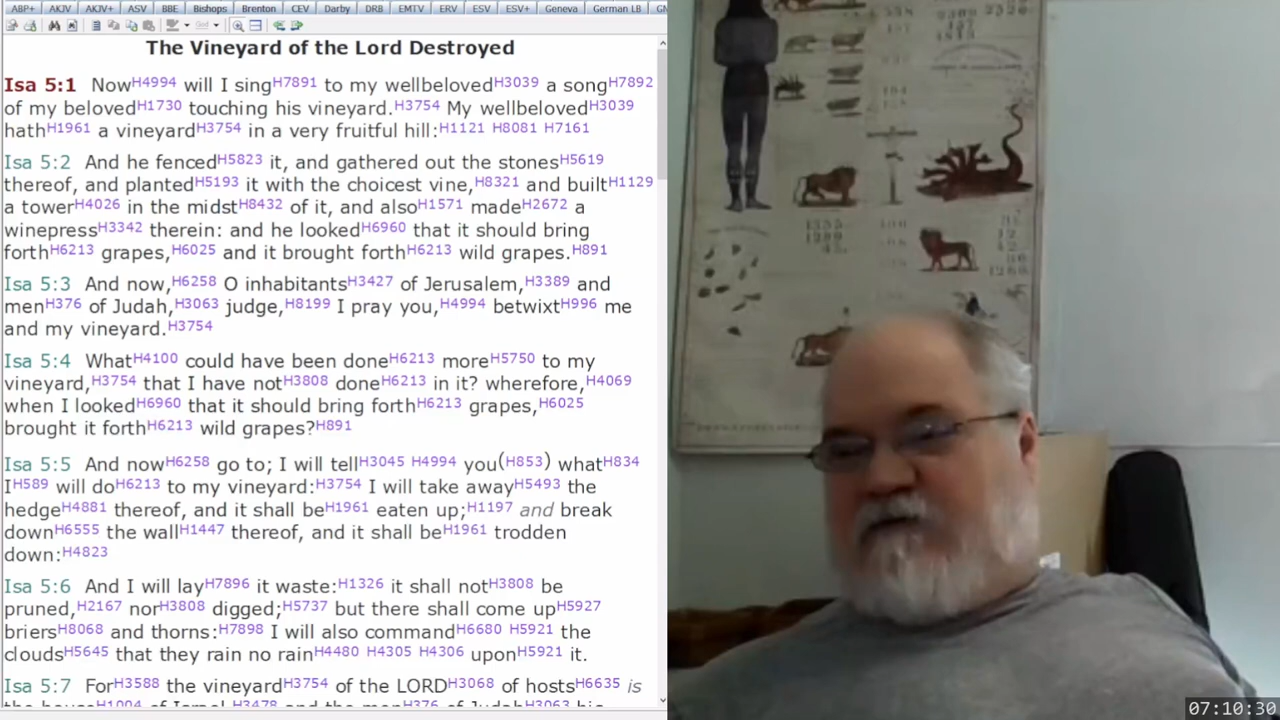 ABP+ AKJV AKJV+ ASV BBE Bishops Brenton CEV Darby DRB EMTV ERV ESV ESV+ Geneva German LB
The Vineyard of the Lord Destroyed
Isa 5:1 NowH4994 will I singH7891 to my wellbelovedH3039 a songH7892
of my belovedH1730 touching his vineyard.H3754 My wellbelovedH3039
hathH1961 a vineyardH3754 in a very fruitful hill:H1121 H8081 H7161
Isa 5:2 And he fencedH5823 it, and gathered out the stonesH5619
thereof, and plantedH5193 it with the choicest vine,H8321 and builtH1129
a towerH4026 in the midstH8432 of it, and alsoH1571 madeH2672 a
winepressH3342 therein: and he lookedH6960 that it should bring
forthH6213 grapes,H6025 and it brought forthH6213 wild grapes.H891
Isa 5:3 And now,H6258 O inhabitantsH3427 of Jerusalem,H3389 and
menH376 of Judah,H3063 judge,H8199 I pray you,H4994 betwixtH996 me
and my vineyard.H3754
Isa 5:4 WhatH4100 could have been doneH6213 moreH5750 to my
vineyard,H3754 that I have notH3808 doneH6213 in it? wherefore,H4069
when I lookedH6960 that it should bring forthH6213 grapes,H6025
brought it forthH6213 wild grapes?H891
Isa 5:5 And nowH6258 go to; I will tellH3045 H4994 you(H853) whatH834
IH589 will doH6213 to my vineyard:H3754 I will take awayH5493 the
hedgeH4881 thereof, and it shall beH1961 eaten up;H1197 and break
downH6555 the wallH1447 thereof, and it shall beH1961 trodden
down:H4823
Isa 5:6 And I will layH7896 it waste:H1326 it shall notH3808 be
pruned,H2167 norH3808 digged;H5737 but there shall come upH5927
briersH8068 and thorns:H7898 I will also commandH6680 H5921 the
cloudsH5645 that they rain no rainH4480 H4305 H4306 uponH5921 it.
Isa 5:7 ForH3588 the vineyardH3754 of the LORDH3068 of hostsH6635 is
1335
1289
45
1260
07:10:30